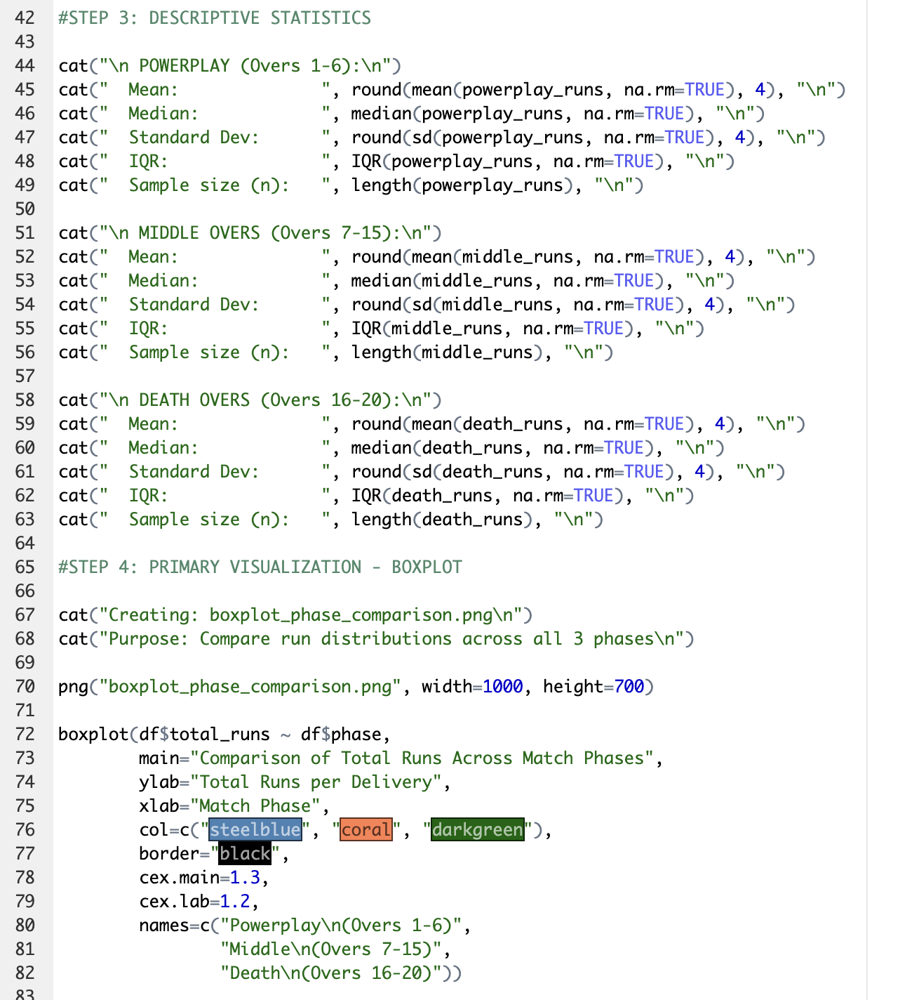 42 #STEP 3: DESCRIPTIVE STATISTICS
43
44 cat("\n POWERPLAY (Overs 1-6):\n")
45 cat("  Mean:              ", round(mean(powerplay_runs, na.rm=TRUE), 4), "\n")
46 cat("  Median:            ", median(powerplay_runs, na.rm=TRUE), "\n")
47 cat("  Standard Dev:      ", round(sd(powerplay_runs, na.rm=TRUE), 4), "\n")
48 cat("  IQR:               ", IQR(powerplay_runs, na.rm=TRUE), "\n")
49 cat("  Sample size (n):   ", length(powerplay_runs), "\n")
50
51 cat("\n MIDDLE OVERS (Overs 7-15):\n")
52 cat("  Mean:              ", round(mean(middle_runs, na.rm=TRUE), 4), "\n")
53 cat("  Median:            ", median(middle_runs, na.rm=TRUE), "\n")
54 cat("  Standard Dev:      ", round(sd(middle_runs, na.rm=TRUE), 4), "\n")
55 cat("  IQR:               ", IQR(middle_runs, na.rm=TRUE), "\n")
56 cat("  Sample size (n):   ", length(middle_runs), "\n")
57
58 cat("\n DEATH OVERS (Overs 16-20):\n")
59 cat("  Mean:              ", round(mean(death_runs, na.rm=TRUE), 4), "\n")
60 cat("  Median:            ", median(death_runs, na.rm=TRUE), "\n")
61 cat("  Standard Dev:      ", round(sd(death_runs, na.rm=TRUE), 4), "\n")
62 cat("  IQR:               ", IQR(death_runs, na.rm=TRUE), "\n")
63 cat("  Sample size (n):   ", length(death_runs), "\n")
64
65 #STEP 4: PRIMARY VISUALIZATION - BOXPLOT
66
67 cat("Creating: boxplot_phase_comparison.png\n")
68 cat("Purpose: Compare run distributions across all 3 phases\n")
69
70 png("boxplot_phase_comparison.png", width=1000, height=700)
71
72 boxplot(df$total_runs ~ df$phase,
73         main="Comparison of Total Runs Across Match Phases",
74         ylab="Total Runs per Delivery",
75         xlab="Match Phase",
76         col=c("steelblue", "coral", "darkgreen"),
77         border="black",
78         cex.main=1.3,
79         cex.lab=1.2,
80         names=c("Powerplay\n(Overs 1-6)",
81                 "Middle\n(Overs 7-15)",
82                 "Death\n(Overs 16-20)"))
83